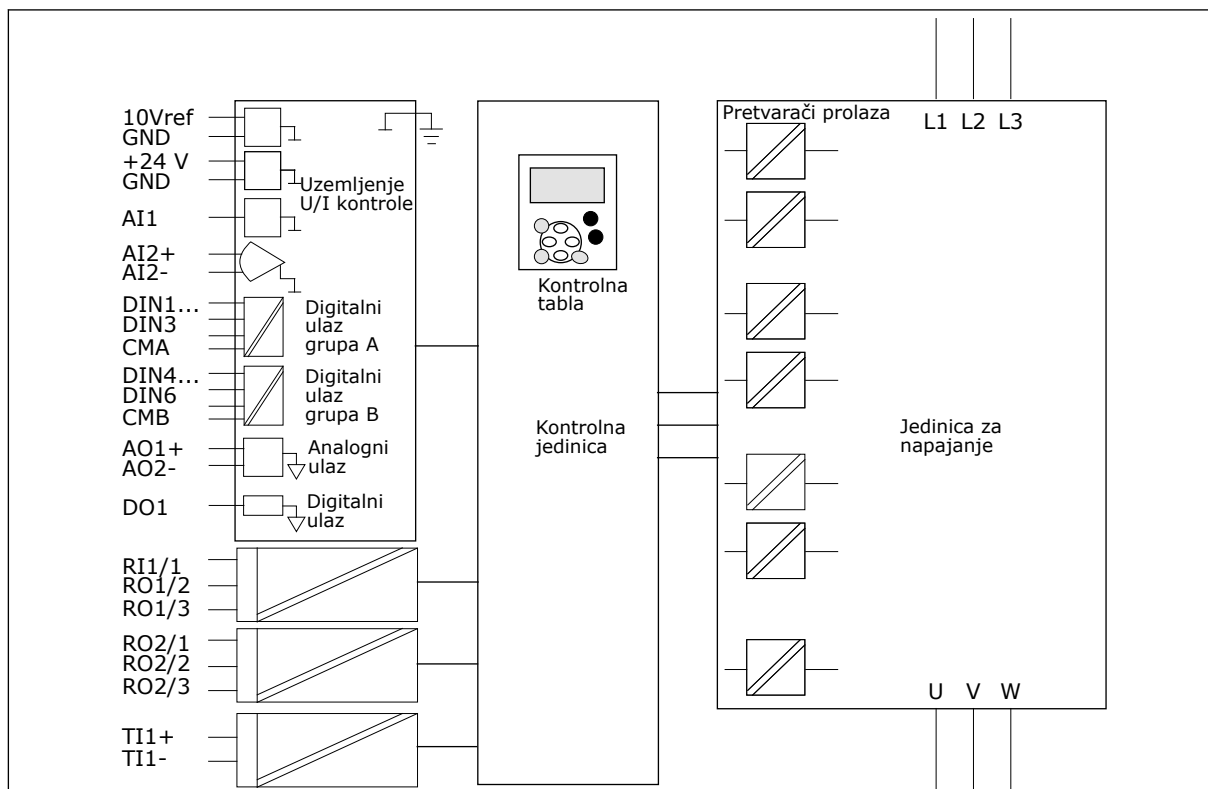 10Vref
GND
+24 V
GND
AI1
AI2+
AI2-
DIN1...
DIN3
CMA
DIN4...
DIN6
CMB
AO1+
AO2-
DO1
RI1/1
RO1/2
RO1/3
RO2/1
RO2/2
RO2/3
TI1+
TI1-
Uzemljenje
U/I kontrole
Digitalni
ulaz
grupa A
Digitalni
ulaz
grupa B
Analogni
ulaz
Digitalni
ulaz
Kontrolna
tabla
Kontrolna
jedinica
Pretvarači prolaza
L1 L2 L3
Jedinica za
napajanje
U V W